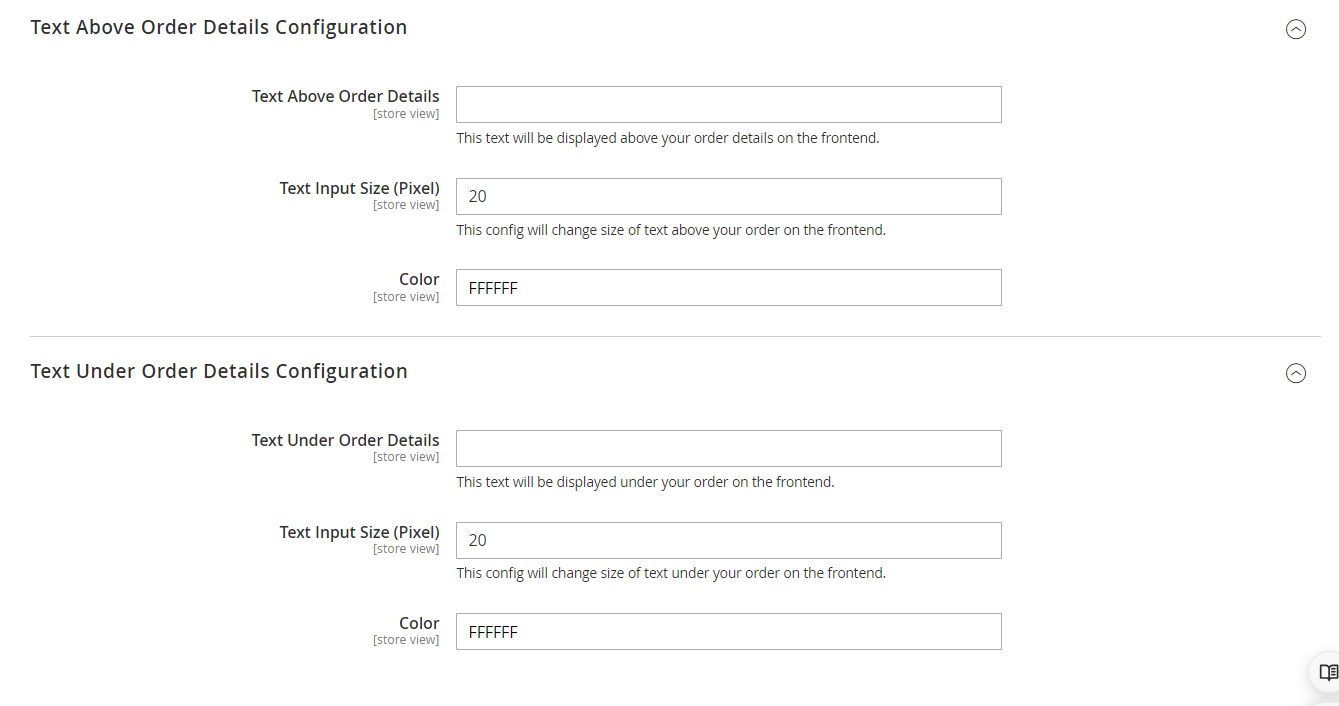 Text Above Order Details Configuration
Text Above Order Details
[store view]
This text will be displayed above your order details on the frontend.
Text Input Size (Pixel)
[store view]
20
This config will change size of text above your order on the frontend.
Color
[store view]
FFFFFF
Text Under Order Details Configuration
Text Under Order Details
[store view]
This text will be displayed under your order on the frontend.
Text Input Size (Pixel)
[store view]
20
This config will change size of text under your order on the frontend.
Color
[store view]
FFFFFF